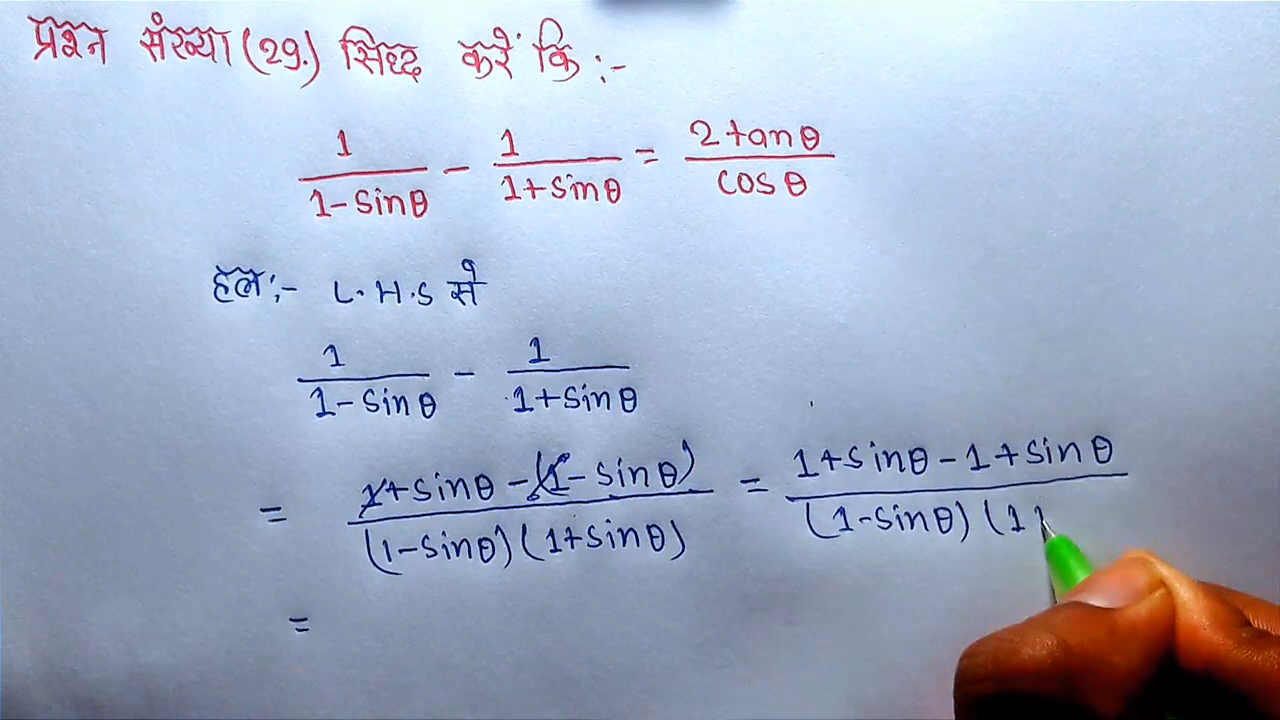 प्रश्न संख्या (29.) सिध्द करें कि :-
1/(1-sinθ) - 1/(1+sinθ) = 2tanθ/cosθ
हल:- L.H.S से
1/(1-sinθ) - 1/(1+sinθ)
= (1+sinθ-(1-sinθ))/((1-sinθ)(1+sinθ)) = (1+sinθ-1+sinθ)/((1-sinθ)(1
=